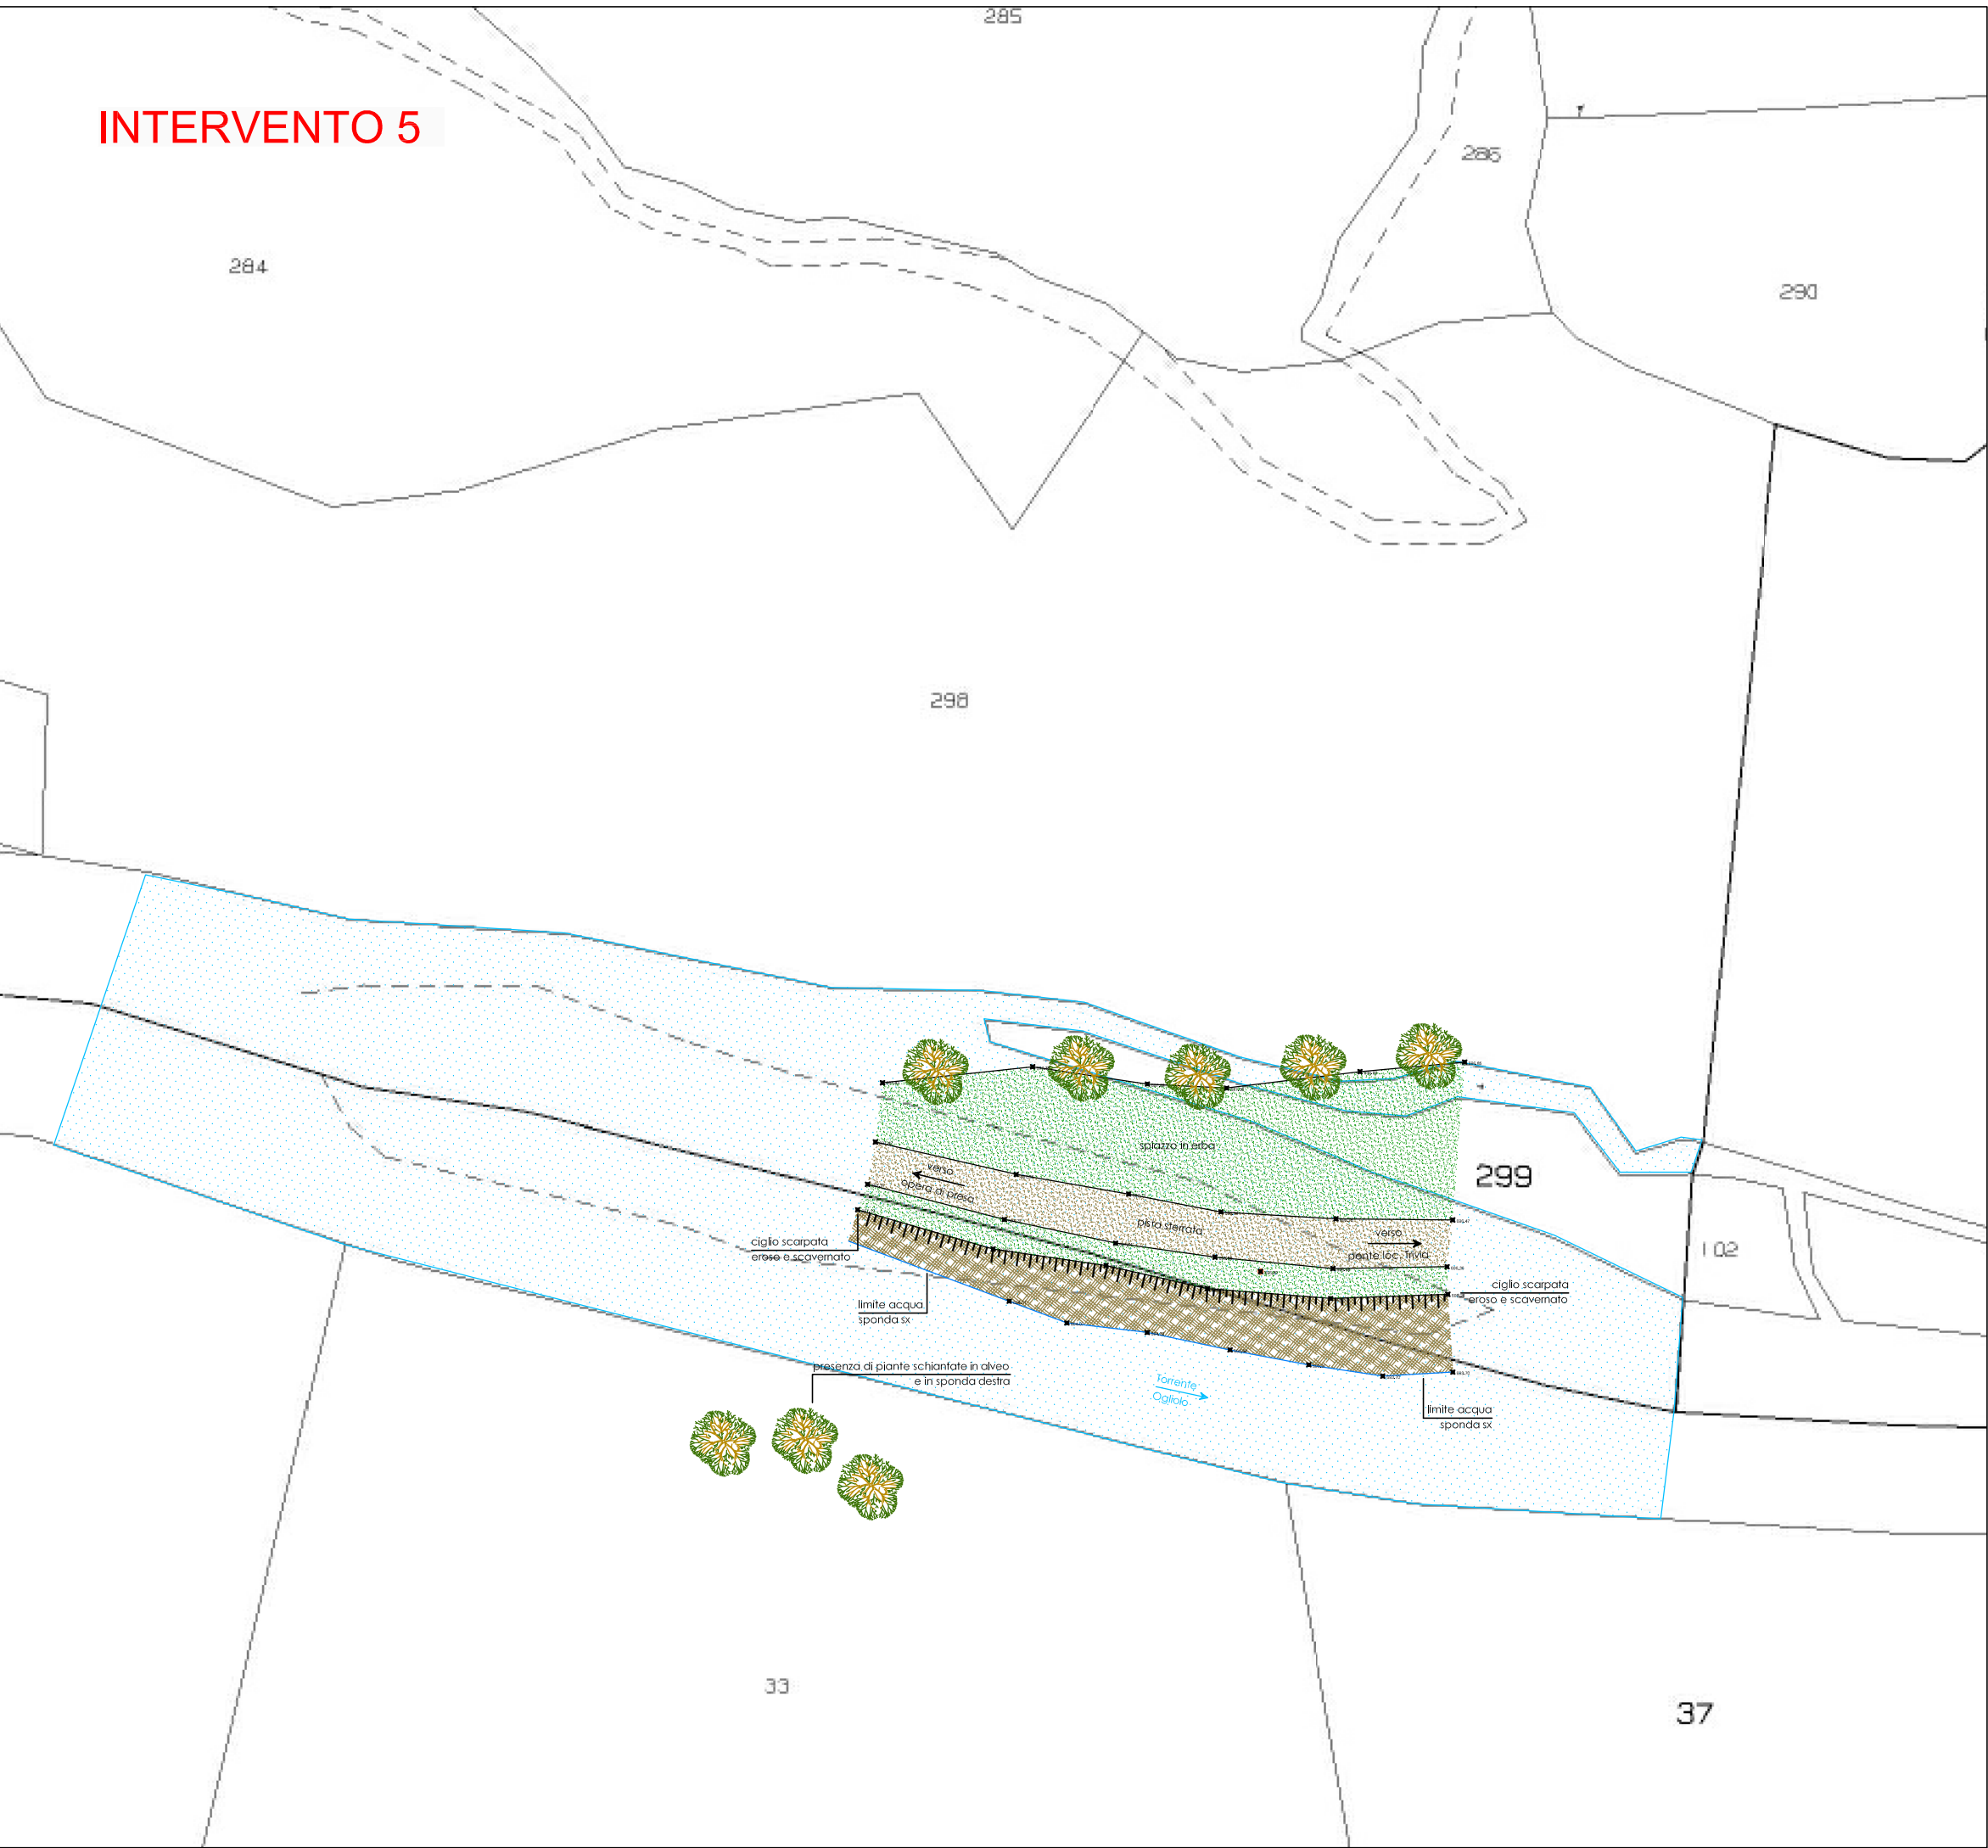 285
INTERVENTO 5
286
284
290
298
spiazzo in erba
299
verso
opera di presa
pista sterrata
verso
ponte loc. Trivia
102
ciglio scarpata
eroso e scavernato
ciglio scarpata
eroso e scavernato
limite acqua
sponda sx
presenza di piante schiantate in alveo
e in sponda destra
Torrente
Ogliolo
limite acqua
sponda sx
33
37